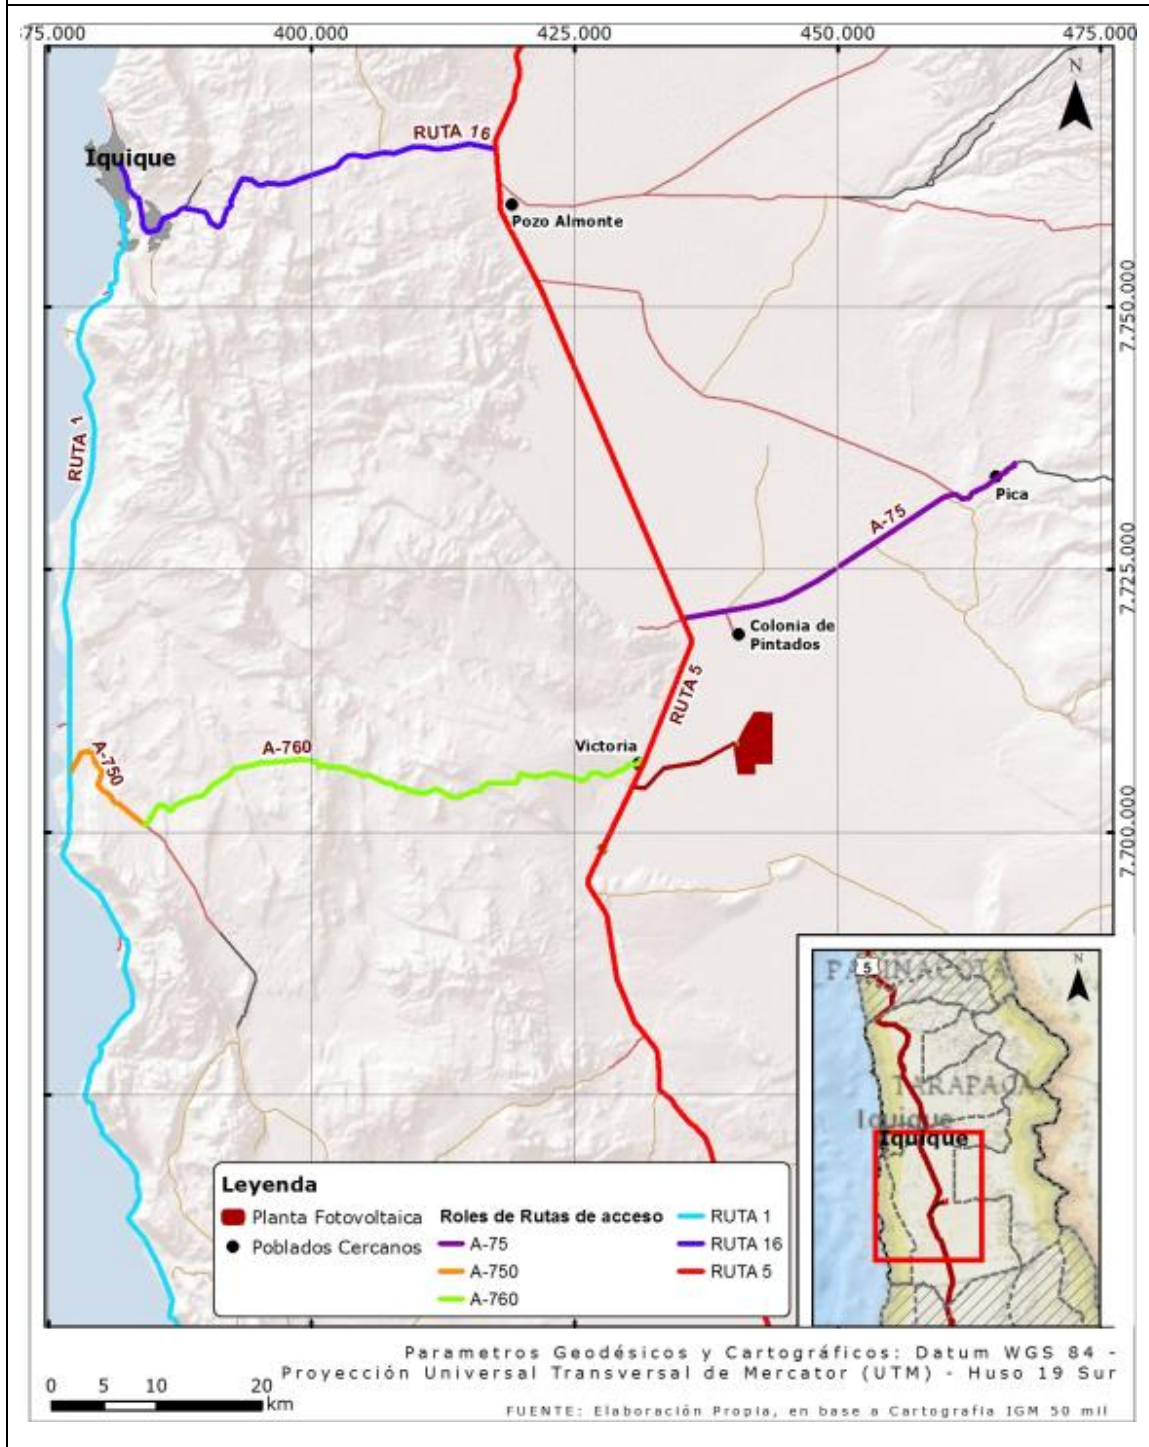 375.000 400.000 425.000 450.000 475.000
N
RUTA 16
Iquique
Pozo Almonte
7.750.000
RUTA 1
Pica
A-75
7.725.000
Colonia de
Pintados
RUTA 5
Victoria
A-760
A-750
7.700.000
N
5
TARAPACA
Iquique
Iquique
Leyenda
Planta Fotovoltaica
Poblados Cercanos
Roles de Rutas de acceso
A-75
A-750
A-760
RUTA 1
RUTA 16
RUTA 5
Parametros Geodésicos y Cartográficos: Datum WGS 84 -
Proyección Universal Transversal de Mercator (UTM) - Huso 19 Sur
0 5 10 20
km
FUENTE: Elaboración Propia, en base a Cartografía IGM 50 mil